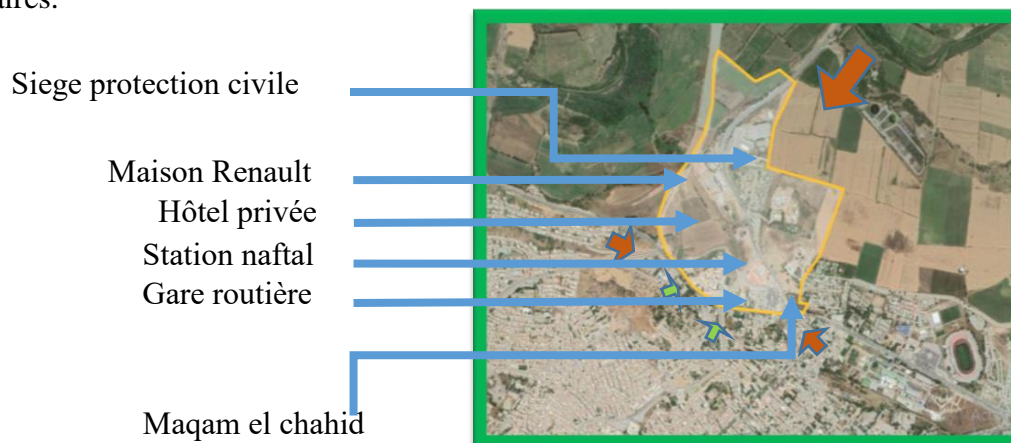 Siege protection civile
Maison Renault
Hôtel privée
Station naftal
Gare routière
Maqam el chahid